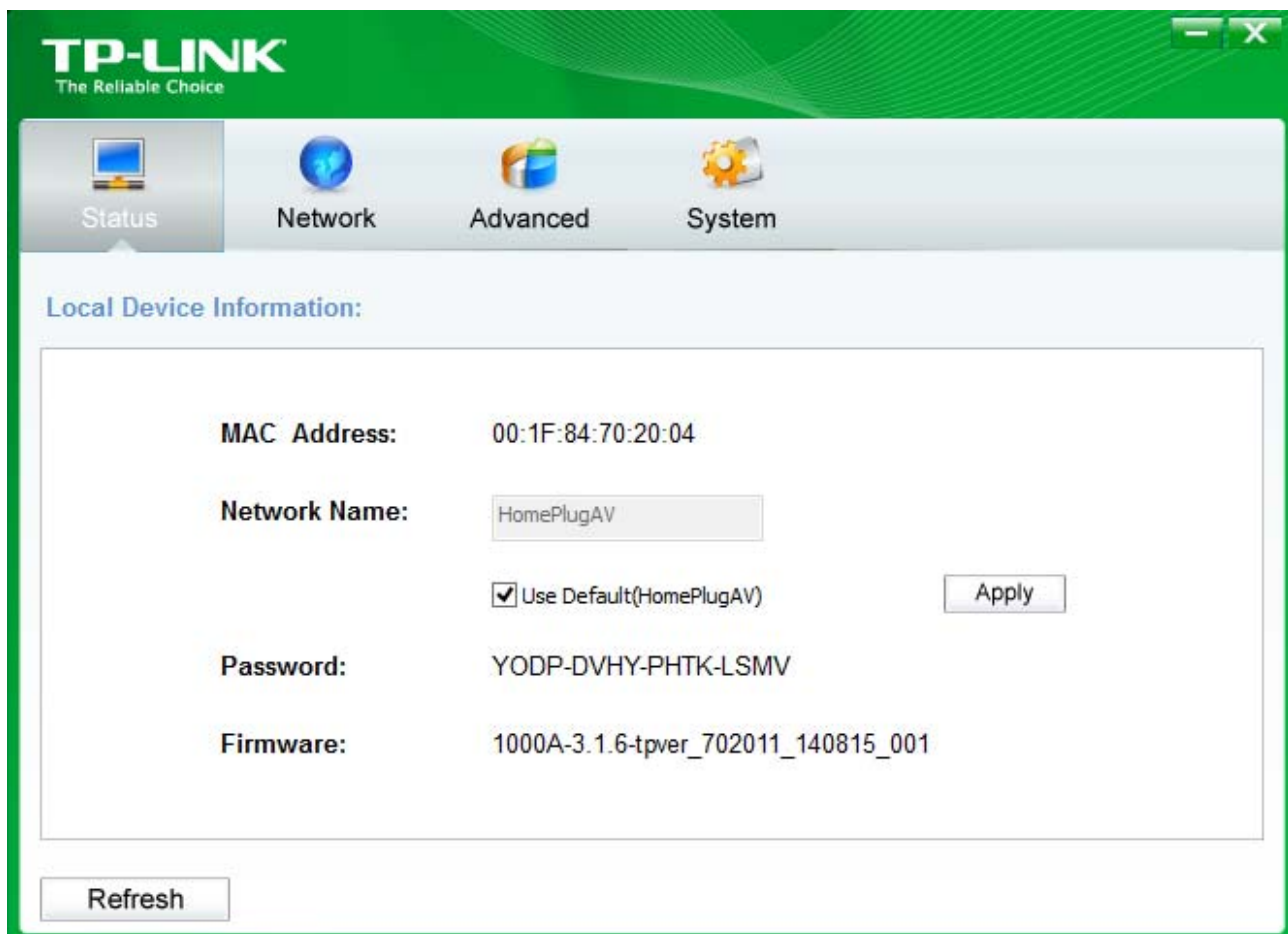 TP-LINK
The Reliable Choice
Status Network Advanced System
Local Device Information:
MAC Address: 00:1F:84:70:20:04
Network Name: HomePlugAV
Use Default(HomePlugAV) Apply
Password: YODP-DVHY-PHTK-LSMV
Firmware: 1000A-3.1.6-tpver_702011_140815_001
Refresh